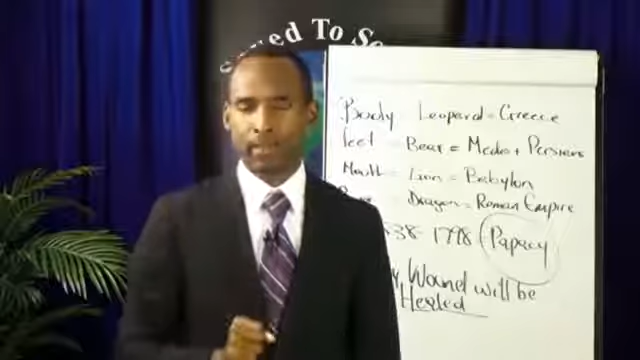 To
Body Leopard = Greece
feet Bear = Medes + Persians
Mouth Lion = Babylon
Dragon = Roman Empire
538-1798 (Papacy
Wound will be
Healed